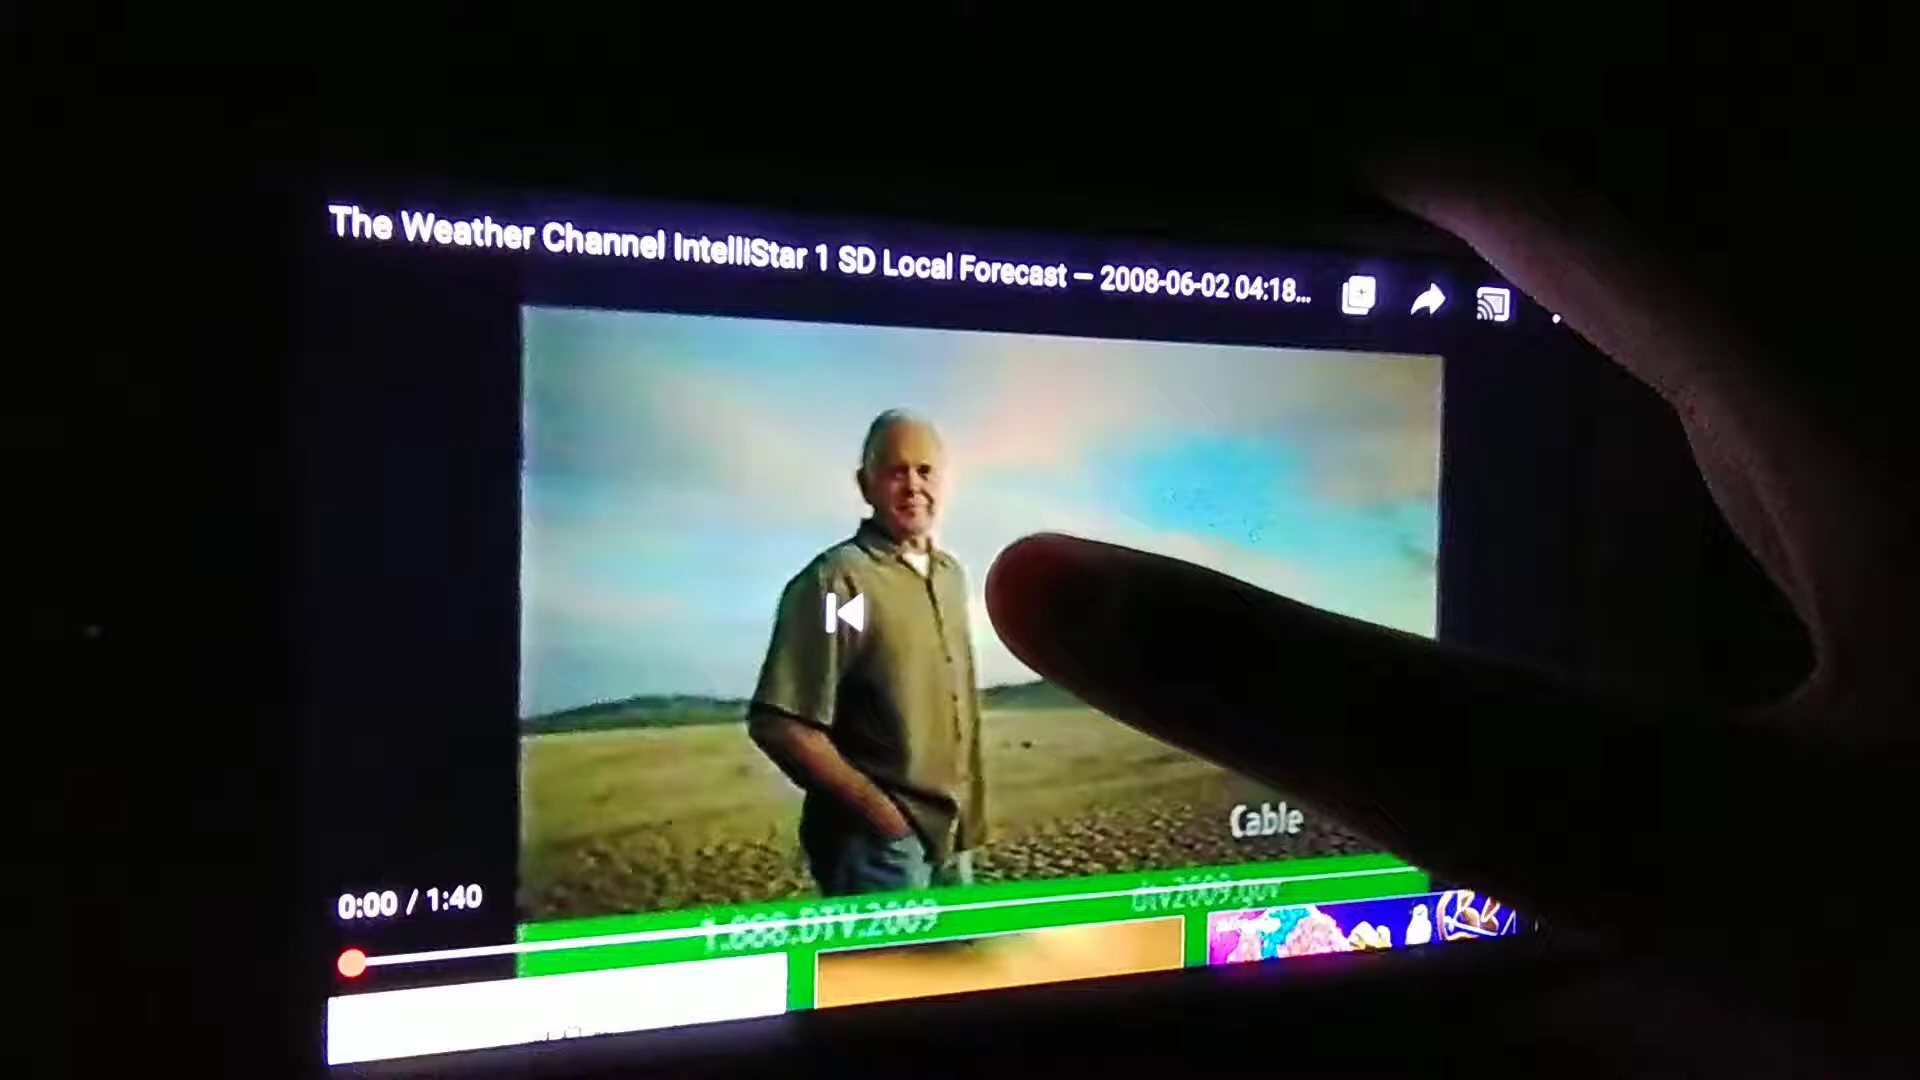 The Weather Channel IntelliStar 1 SD Local Forecast – 2008-06-02 04:18...
Cable
1.888.DTV.2009
dtv2009.gov
0:00 / 1:40